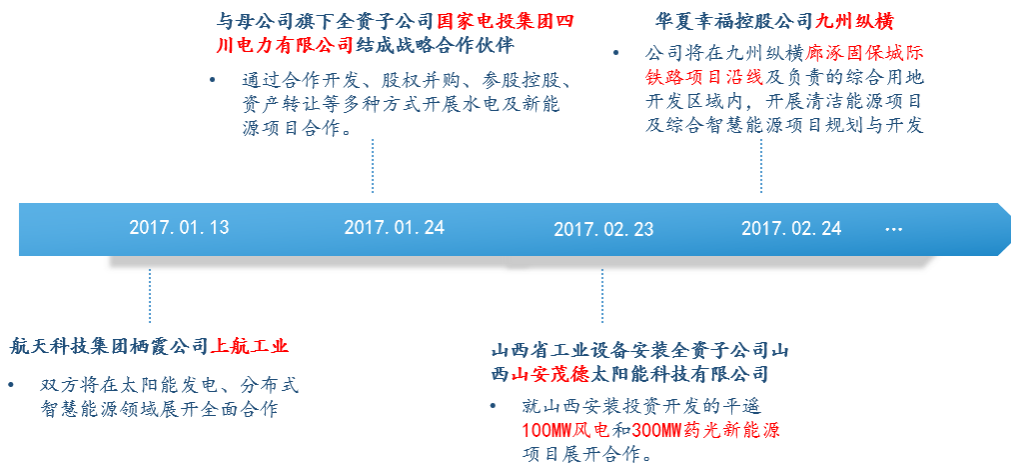 与母公司旗下全资子公司国家电投集团四
川电力有限公司结成战略合作伙伴
• 通过合作开发、股权并购、参股控股、
资产转让等多种方式开展水电及新能
源项目合作。
华夏幸福控股公司九州纵横
• 公司将在九州纵横廊涿固保城际
铁路项目沿线及负责的综合用地
开发区域内，开展清洁能源项目
及综合智慧能源项目规划与开发
2017.01.13
2017.01.24
2017.02.23
2017.02.24
…
航天科技集团栖霞公司上航工业
• 双方将在太阳能发电、分布式
智慧能源领域展开全面合作
山西省工业设备安装全资子公司山
西山安茂德太阳能科技有限公司
• 就山西安装投资开发的平遥
100MW风电和300MW药光新能源
项目展开合作。